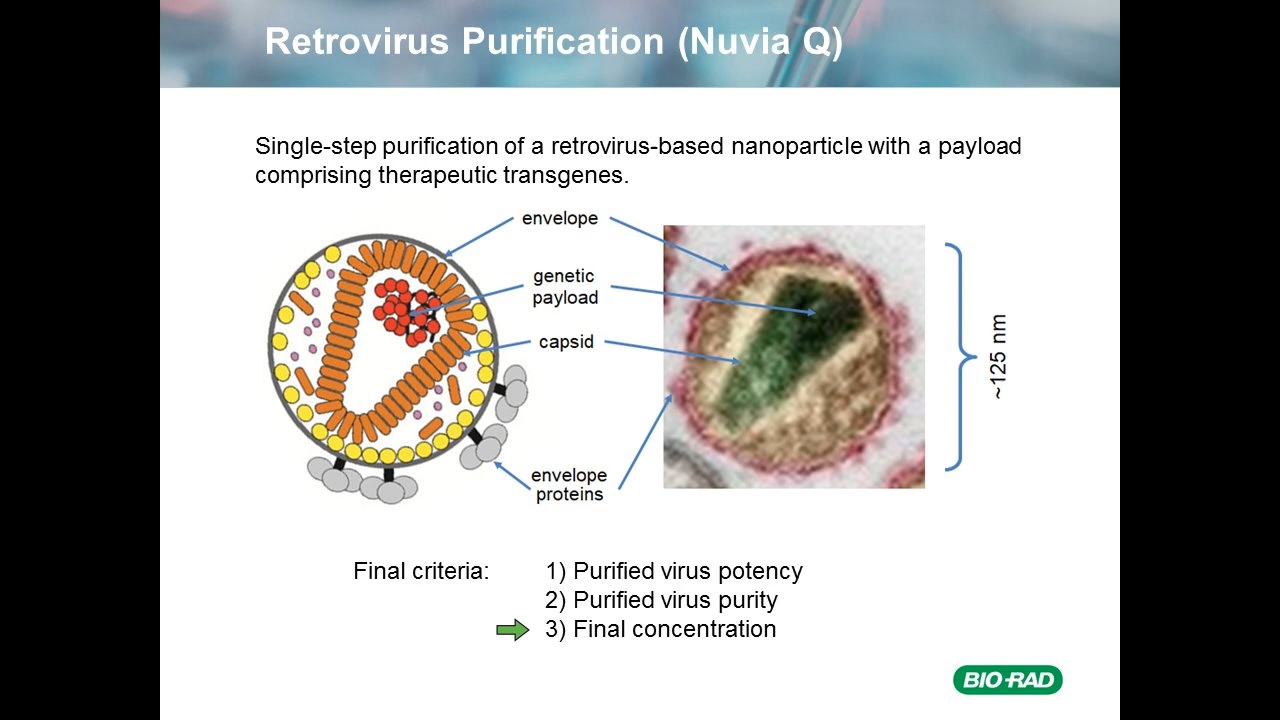 Retrovirus Purification (Nuvia Q)
Single-step purification of a retrovirus-based nanoparticle with a payload
comprising therapeutic transgenes.
envelope
genetic
payload
capsid
envelope
proteins
~125 nm
Final criteria:
1) Purified virus potency
2) Purified virus purity
3) Final concentration
BIO-RAD